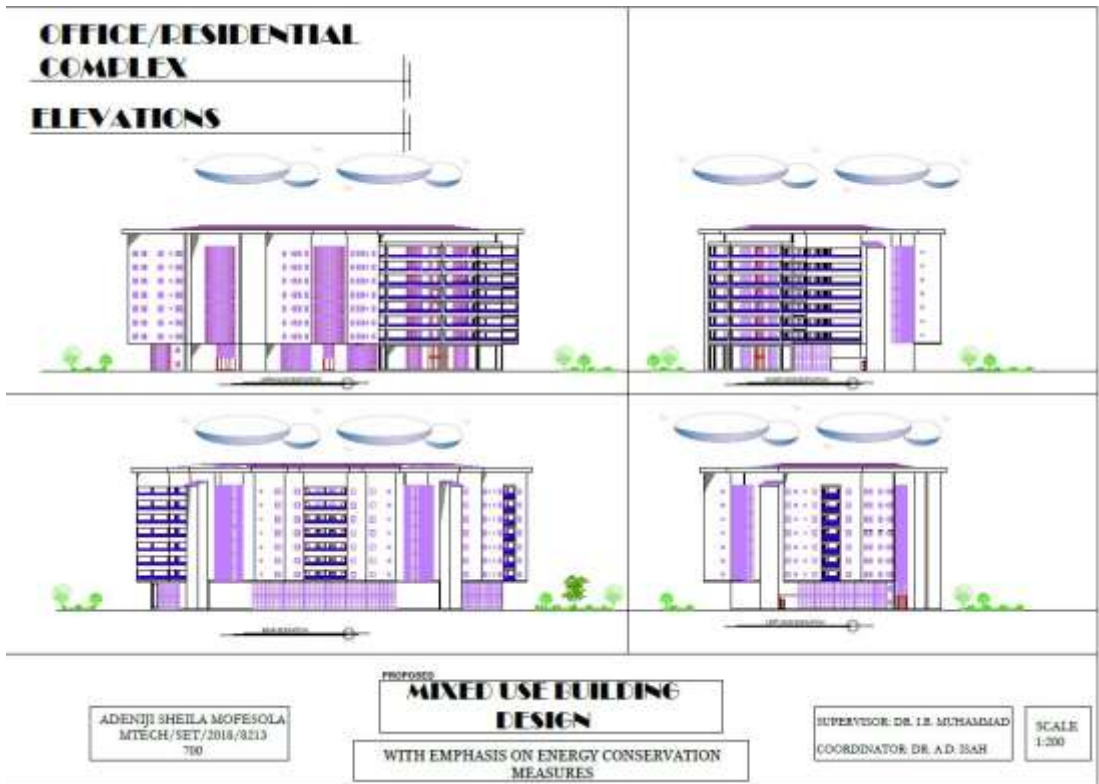 OFFICE/RESIDENTIAL
COMPLEX
ELEVATIONS
PROPOSED
MIXED USE BUILDING
DESIGN
WITH EMPHASIS ON ENERGY CONSERVATION
MEASURES
ADENIJI SHEILA MOFESOLA
MTECH/SET/2018/8213
700
SUPERVISOR: DR. I.B. MUHAMMAD
COORDINATOR: DR. A.D. ISAH
SCALE
1:200